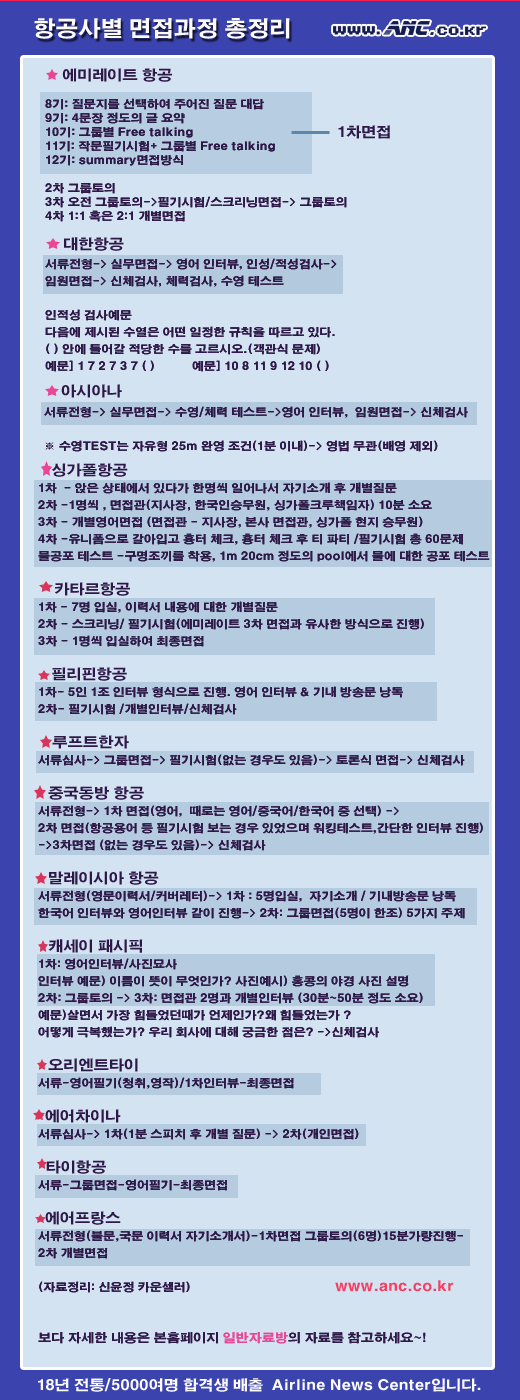 항공사별 면접과정 총정리 www.ANC.co.kr
에미레이트 항공
8기: 질문지를 선택하여 주어진 질문 대답
9기: 4문장 정도의 글 요약
10기: 그룹별 Free talking
1차면접
11기: 작문필기시험+ 그룹별 Free talking
12기: summary면접방식
2차 그룹토의
3차 오전 그룹토의->필기시험/스크리닝면접-> 그룹토의
4차 1:1 혹은 2:1 개별면접
대한항공
서류전형-> 실무면접-> 영어 인터뷰, 인성/적성검사->
임원면접-> 신체검사, 체력검사, 수영 테스트
인적성 검사예문
다음에 제시된 수열은 어떤 일정한 규칙을 따르고 있다.
( ) 안에 들어갈 적당한 수를 고르시오.(객관식 문제)
예문] 1 7 2 7 3 7 ( ) 예문] 10 8 11 9 12 10 ( )
아시아나
서류전형-> 실무면접-> 수영/체력 테스트->영어 인터뷰, 임원면접-> 신체검사
※ 수영TEST는 자유형 25m 완영 조건(1분 이내)-> 영법 무관(배영 제외)
싱가폴항공
1차 - 앉은 상태에서 있다가 한명씩 일어나서 자기소개 후 개별질문
2차 -1명씩 , 면접관(지사장, 한국인승무원, 싱가폴크루책임자) 10분 소요
3차 - 개별영어면접 (면접관 - 지사장, 본사 면접관, 싱가폴 현지 승무원)
4차 -유니폼으로 갈아입고 흉터 체크, 흉터 체크 후 티 파티 /필기시험 총 60문제
물공포 테스트 -구명조끼를 착용, 1m 20cm 정도의 pool에서 물에 대한 공포 테스트
카타르항공
1차 - 7명 입실, 이력서 내용에 대한 개별질문
2차 - 스크리닝/ 필기시험(에미레이트 3차 면접과 유사한 방식으로 진행)
3차 - 1명씩 입실하여 최종면접
필리핀항공
1차- 5인 1조 인터뷰 형식으로 진행. 영어 인터뷰 & 기내 방송문 낭독
2차- 필기시험 /개별인터뷰/신체검사
루프트한자
서류심사-> 그룹면접-> 필기시험(없는 경우도 있음)-> 토론식 면접-> 신체검사
중국동방 항공
서류전형-> 1차 면접(영어, 때로는 영어/중국어/한국어 중 선택) ->
2차 면접(항공용어 등 필기시험 보는 경우 있었으며 워킹테스트,간단한 인터뷰 진행)
->3차면접 (없는 경우도 있음)-> 신체검사
말레이시아 항공
서류전형(영문이력서/커버레터)-> 1차 : 5명입실, 자기소개 / 기내방송문 낭독
한국어 인터뷰와 영어인터뷰 같이 진행-> 2차: 그룹면접(5명이 한조) 5가지 주제
캐세이 패시픽
1차: 영어인터뷰/사진묘사
인터뷰 예문) 이름이 뜻이 무엇인가? 사진예시) 홍콩의 야경 사진 설명
2차: 그룹토의 -> 3차: 면접관 2명과 개별인터뷰 (30분~50분 정도 소요)
예문)살면서 가장 힘들었던때가 언제인가?왜 힘들었는가 ?
어떻게 극복했는가? 우리 회사에 대해 궁금한 점은? ->신체검사
오리엔트타이
서류-영어필기(청취,영작)/1차인터뷰-최종면접
에어차이나
서류심사-> 1차(1분 스피치 후 개별 질문) -> 2차(개인면접)
타이항공
서류-그룹면접-영어필기-최종면접
에어프랑스
서류전형(불문,국문 이력서 자기소개서)-1차면접 그룹토의(6명)15분가량진행-
2차 개별면접
(자료정리: 신윤정 카운셀러) www.anc.co.kr
보다 자세한 내용은 본홈페이지 일반자료방의 자료를 참고하세요~!
18년 전통/5000여명 합격생 배출 Airline News Center입니다.